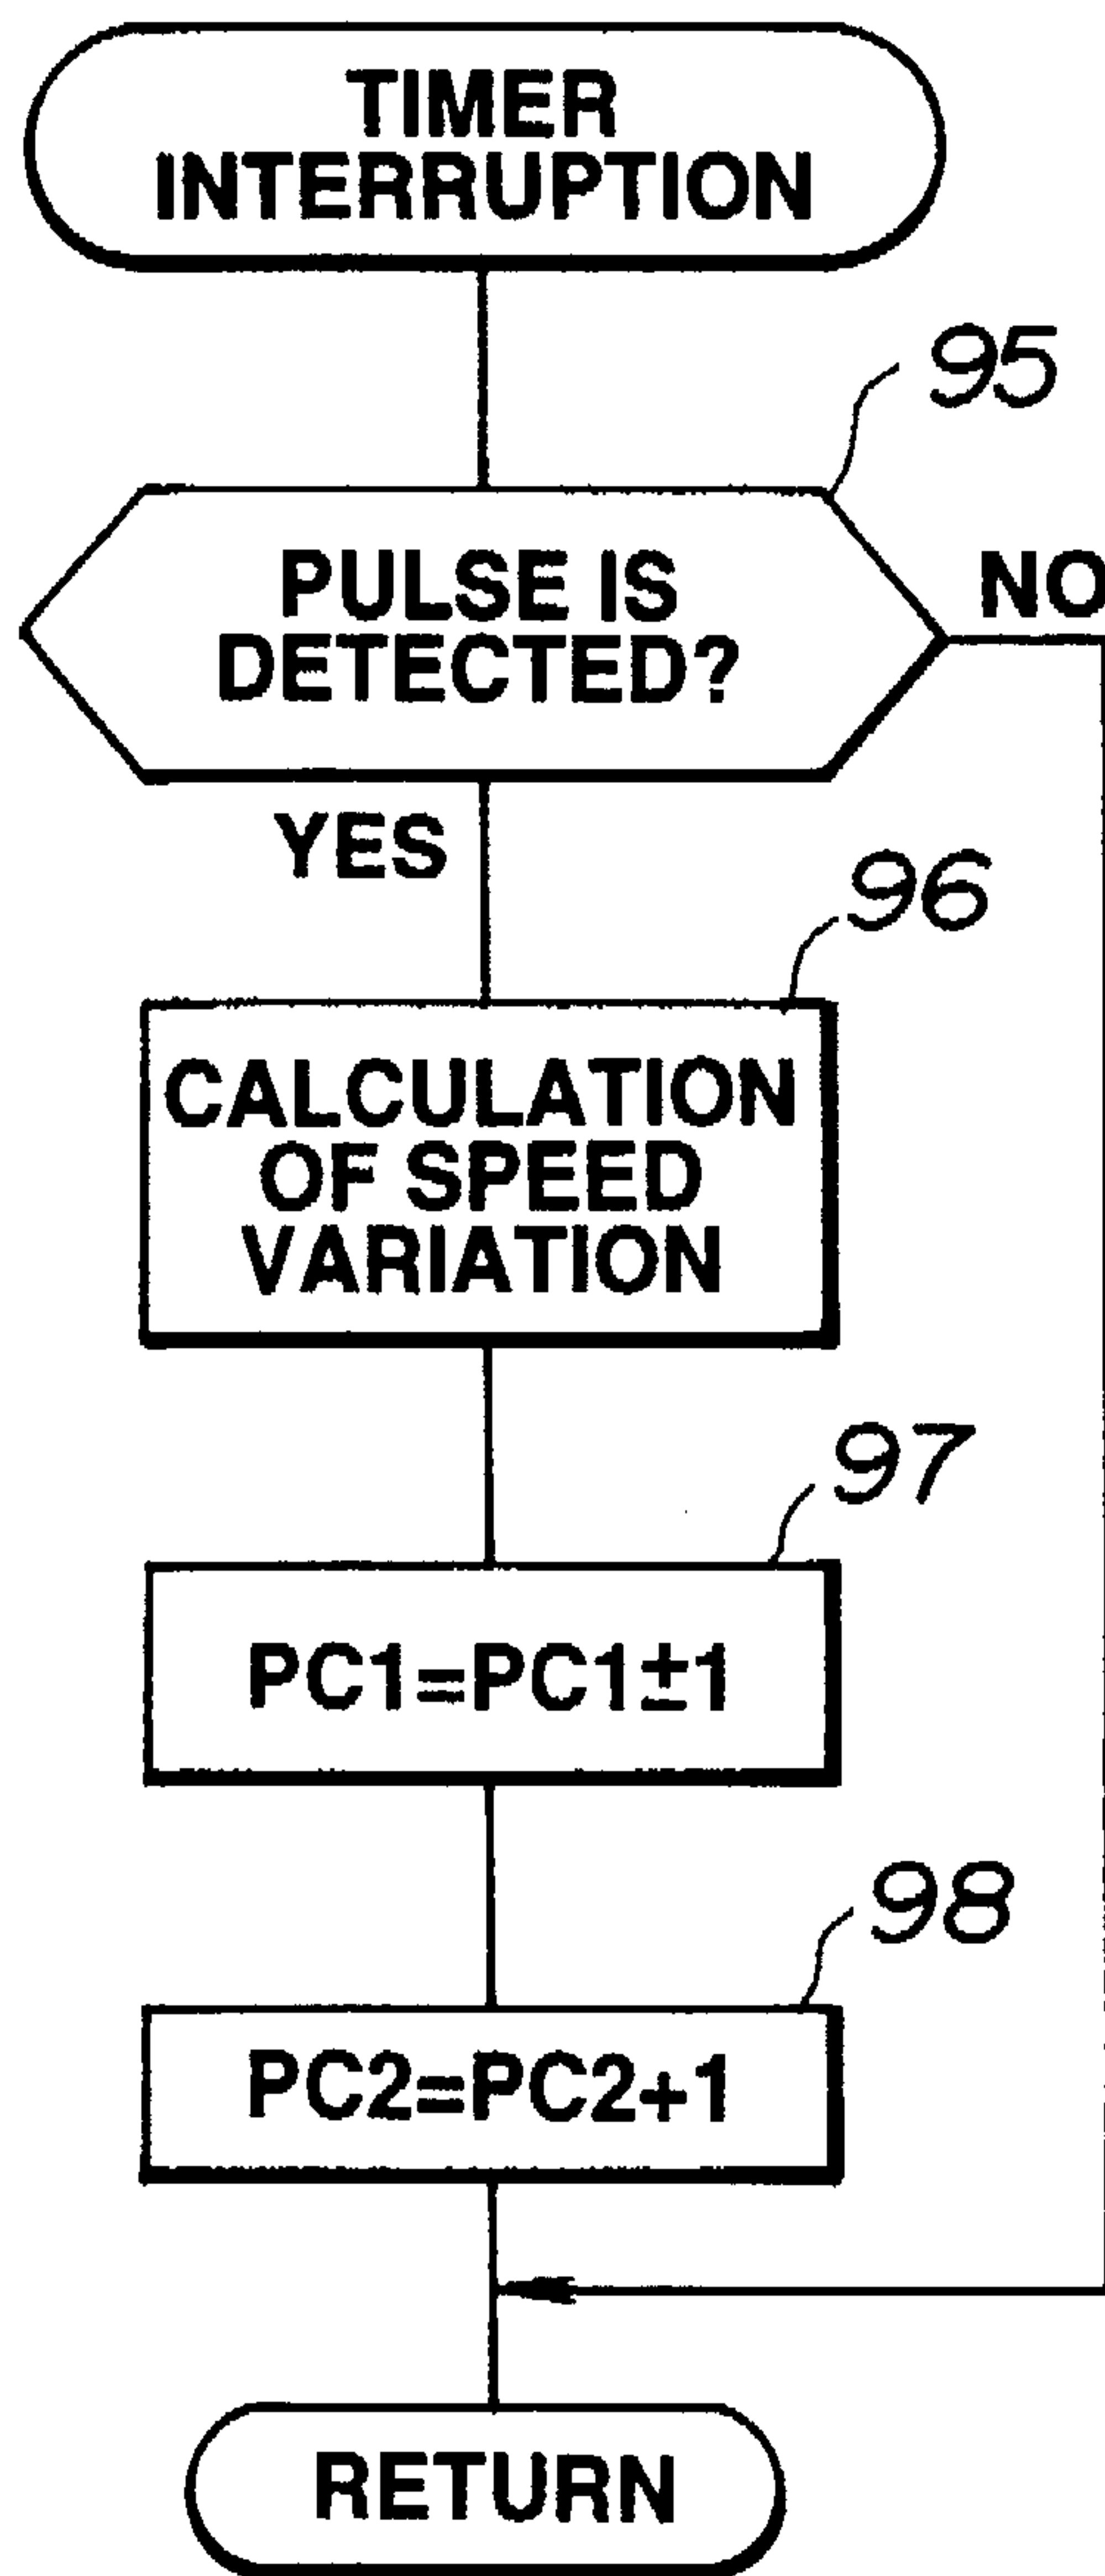 TIMER
INTERRUPTION
95
PULSE IS
DETECTED?
NO
YES
96
CALCULATION
OF SPEED
VARIATION
97
PC1=PC1±1
98
PC2=PC2+1
RETURN